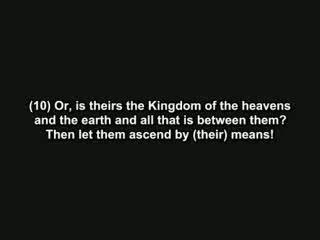 (10) Or, is theirs the Kingdom of the heavens
and the earth and all that is between them?
Then let them ascend by (their) means!